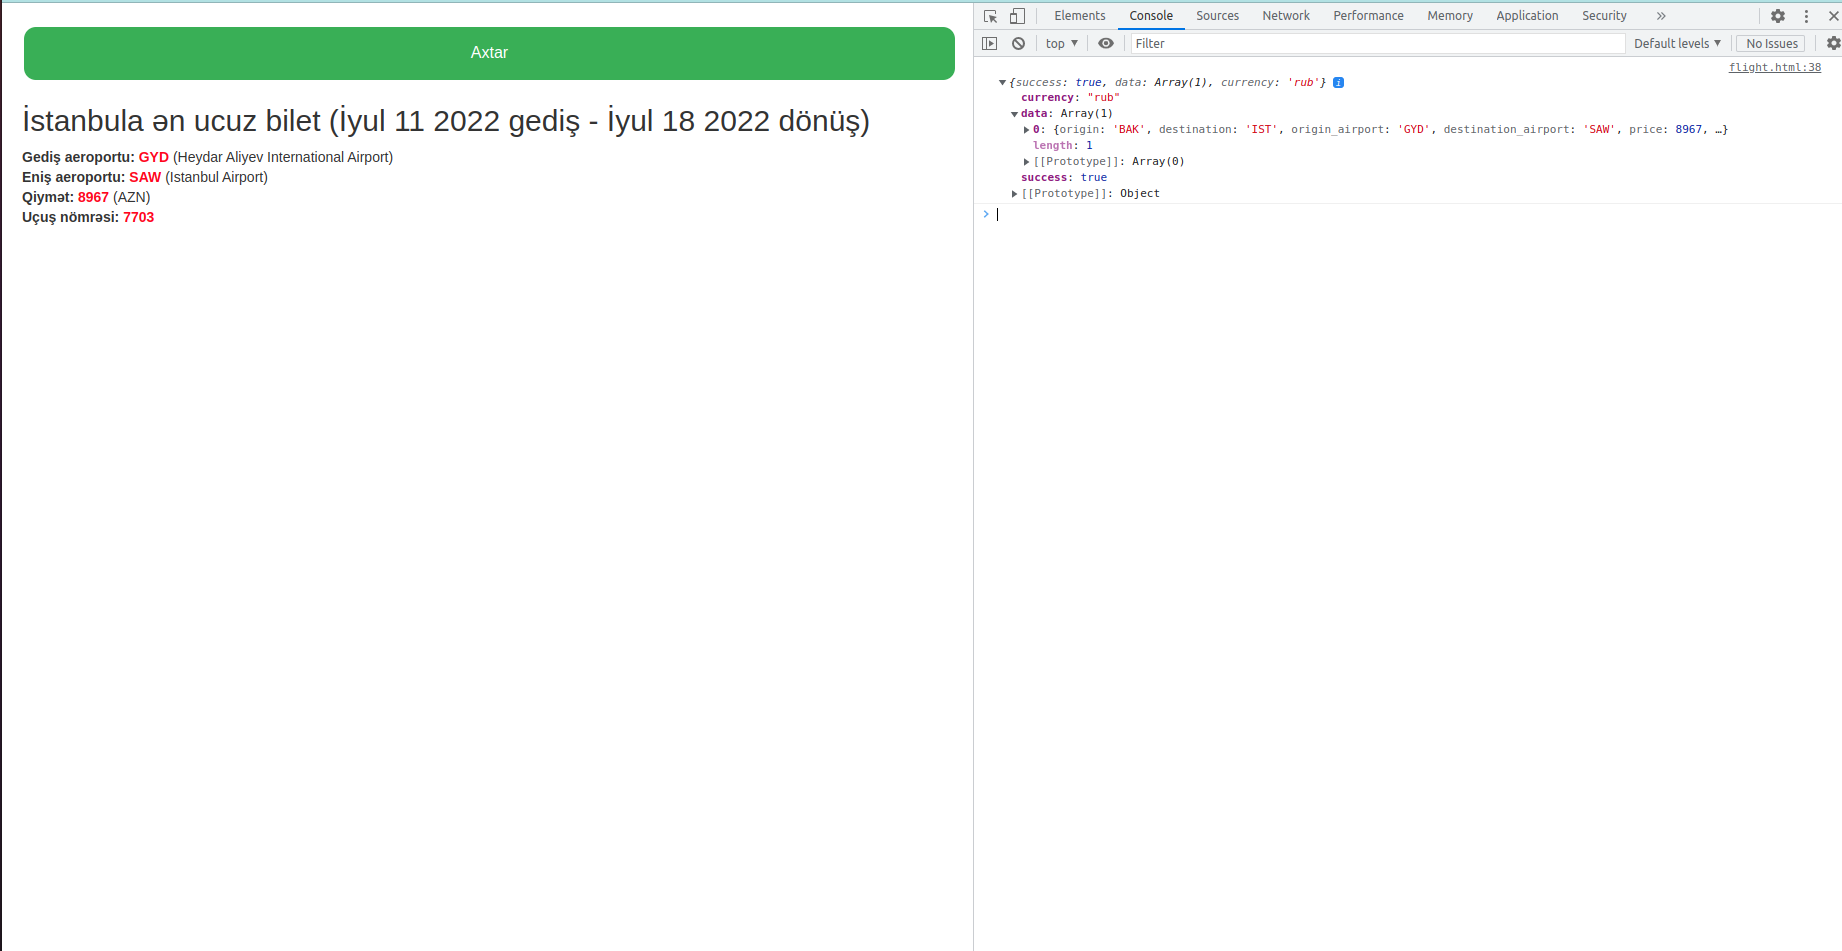 Axtar
İstanbula ən ucuz bilet (İyul 11 2022 gediş - İyul 18 2022 dönüş)
Gediş aeroportu: GYD (Heydar Aliyev International Airport)
Eniş aeroportu: SAW (Istanbul Airport)
Qiymət: 8967 (AZN)
Uçuş nömrəsi: 7703
Elements Console Sources Network Performance Memory Application Security »
top Filter Default levels No Issues
flight.html:38
{success: true, data: Array(1), currency: 'rub'} i
currency: "rub"
data: Array(1)
0: {origin: 'BAK', destination: 'IST', origin_airport: 'GYD', destination_airport: 'SAW', price: 8967, …}
length: 1
[[Prototype]]: Array(0)
success: true
[[Prototype]]: Object